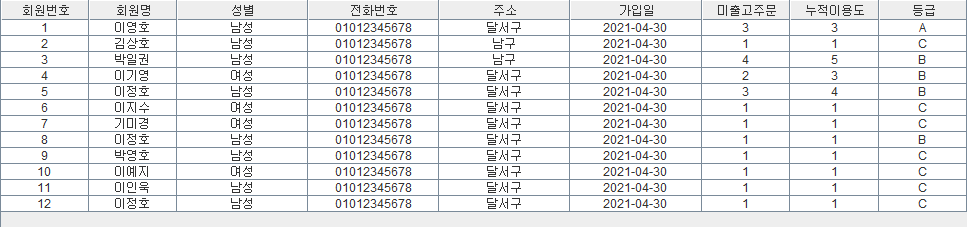 회원번호 회원명 성별 전화번호 주소 가입일 미출고주문 누적이용도 등급
1 이영호 남성 01012345678 달서구 2021-04-30 3 3 A
2 김상호 남성 01012345678 남구 2021-04-30 1 1 C
3 박일권 남성 01012345678 남구 2021-04-30 4 5 B
4 이기영 여성 01012345678 달서구 2021-04-30 2 3 B
5 이정호 남성 01012345678 달서구 2021-04-30 3 4 B
6 이지수 여성 01012345678 달서구 2021-04-30 1 1 C
7 기미경 여성 01012345678 달서구 2021-04-30 1 1 C
8 이정호 남성 01012345678 달서구 2021-04-30 1 1 B
9 박영호 남성 01012345678 달서구 2021-04-30 1 1 C
10 이예지 여성 01012345678 달서구 2021-04-30 1 1 C
11 이인욱 남성 01012345678 달서구 2021-04-30 1 1 C
12 이정호 남성 01012345678 달서구 2021-04-30 1 1 C